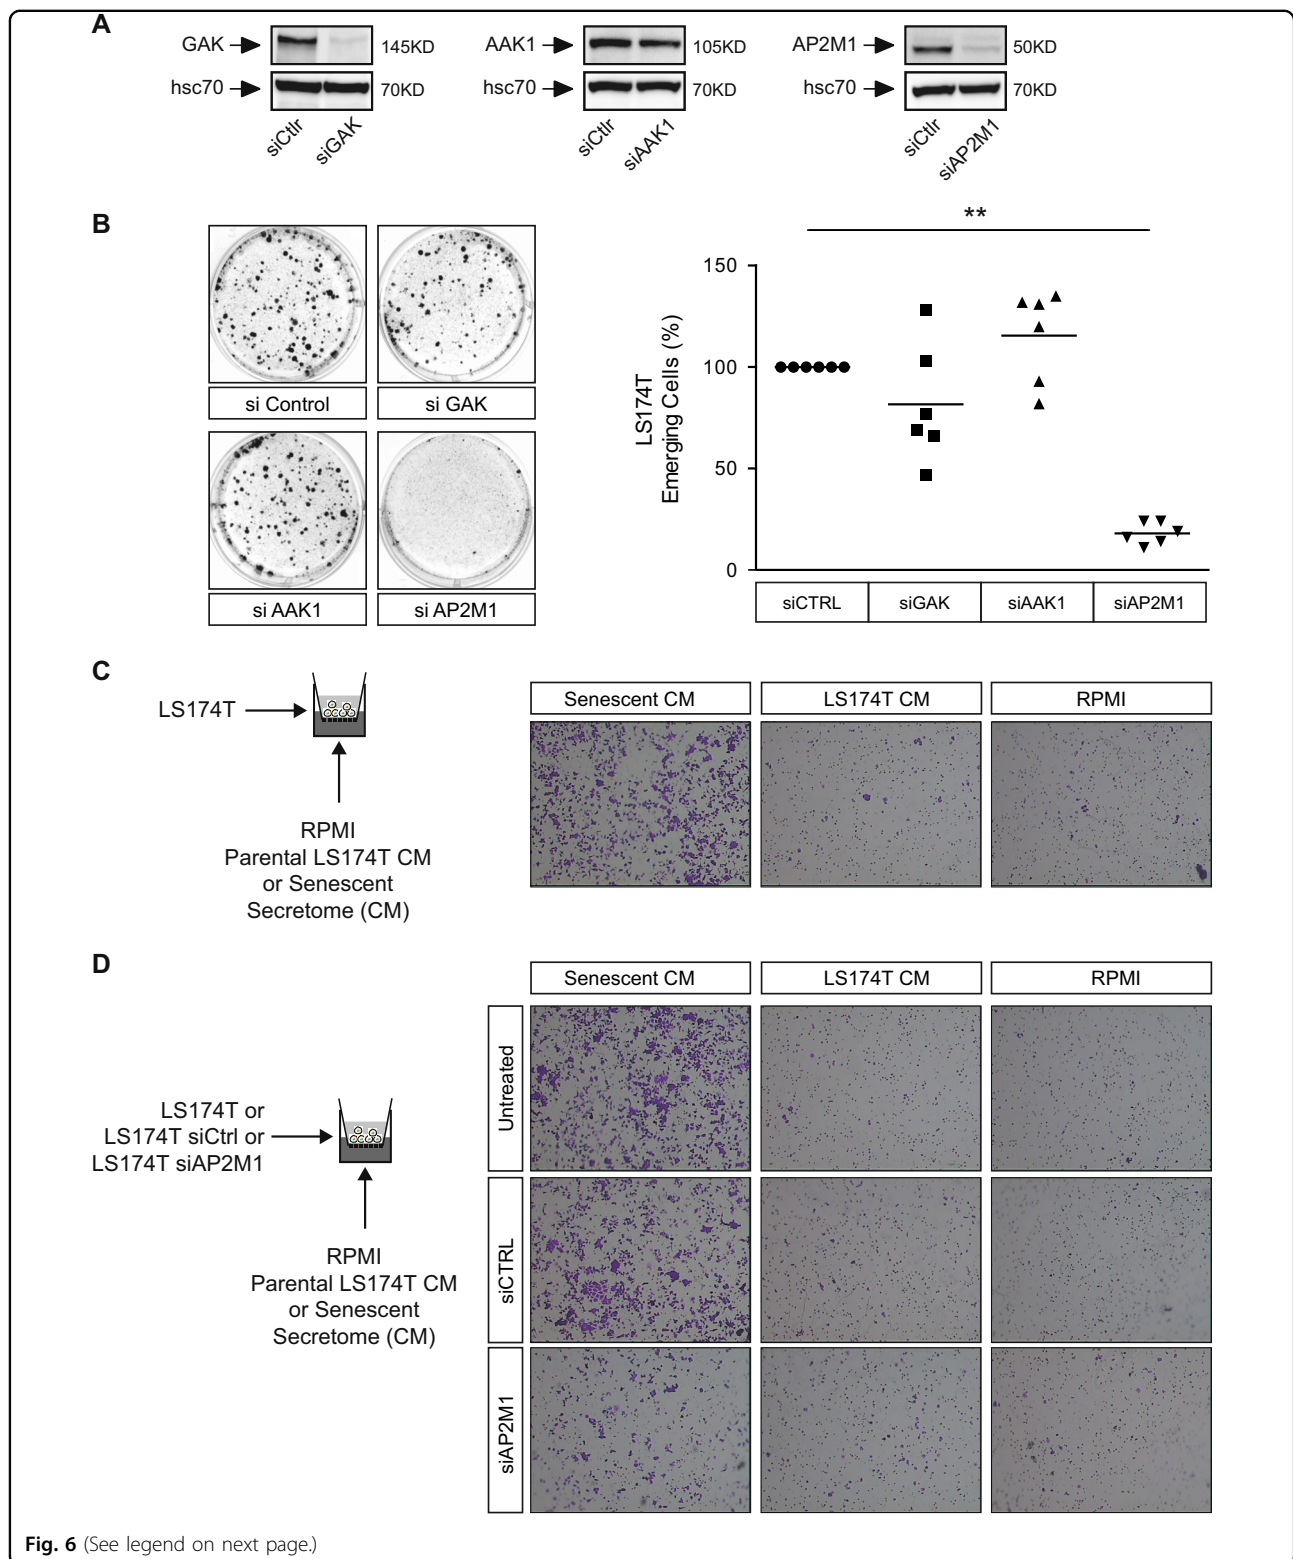 A
GAK
145KD
hsc70
70KD
siCtlr
siGAK
AAK1
105KD
hsc70
70KD
siCtlr
siAAK1
AP2M1
50KD
hsc70
70KD
siCtlr
siAP2M1
B
si Control
si GAK
si AAK1
si AP2M1
**
LS174T
Emerging Cells (%)
150
100
50
0
siCTRL
siGAK
siAAK1
siAP2M1
C
LS174T
RPMI
Parental LS174T CM
or Senescent
Secretome (CM)
Senescent CM
LS174T CM
RPMI
D
LS174T or
LS174T siCtrl or
LS174T siAP2M1
RPMI
Parental LS174T CM
or Senescent
Secretome (CM)
Senescent CM
LS174T CM
RPMI
Untreated
siCTRL
siAP2M1
Fig. 6 (See legend on next page.)